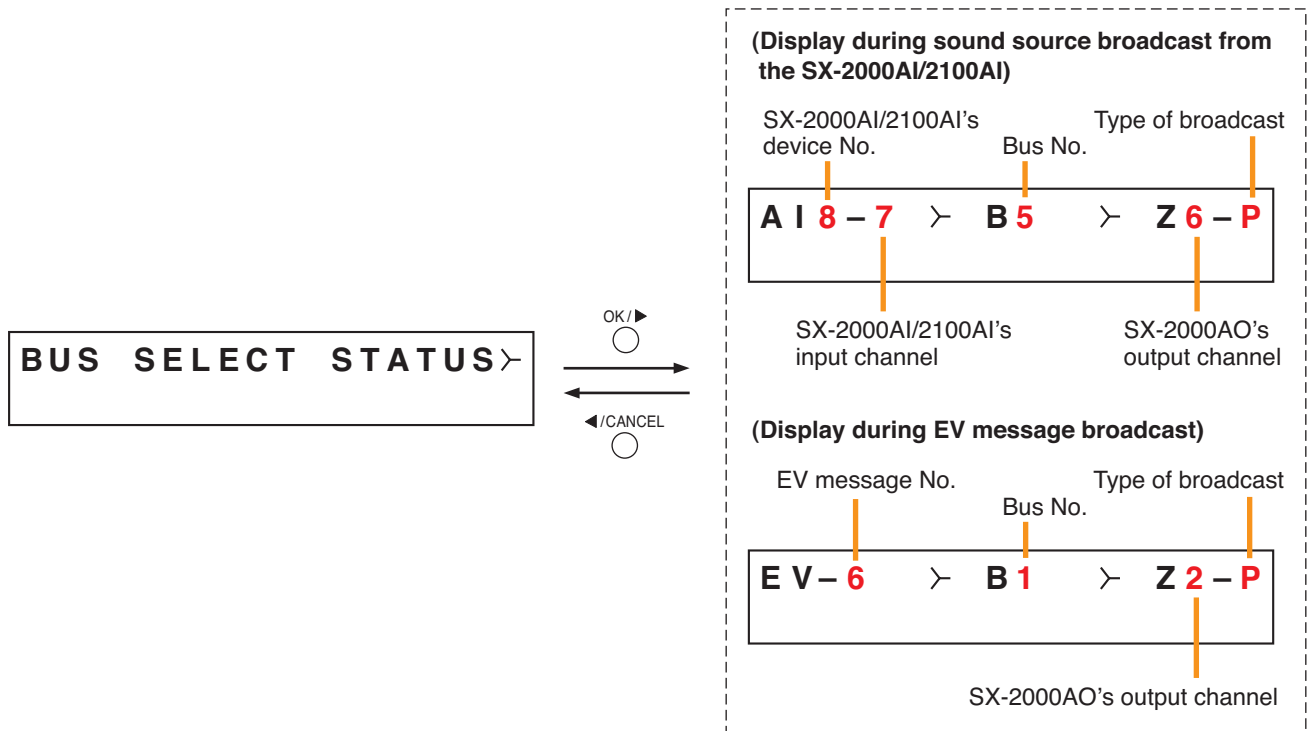 (Display during sound source broadcast from
the SX-2000AI/2100AI)
SX-2000AI/2100AI's
device No.
Bus No.
Type of broadcast
AI8–7 ≻ B5 ≻ Z6–P
SX-2000AI/2100AI's
input channel
SX-2000AO's
output channel
BUS SELECT STATUS≻
OK/▶
◀/CANCEL
(Display during EV message broadcast)
EV message No.
Bus No.
Type of broadcast
EV–6 ≻ B1 ≻ Z2–P
SX-2000AO's output channel